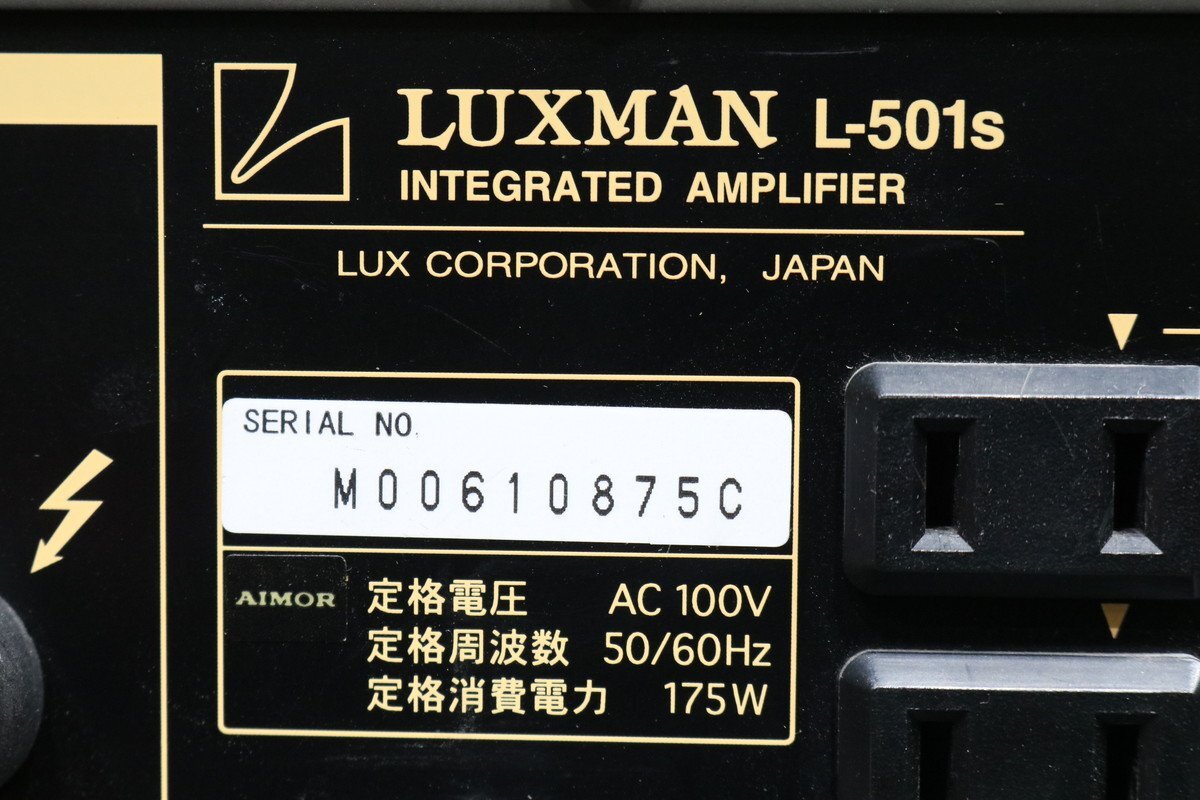 LUXMAN L-501s
INTEGRATED AMPLIFIER
LUX CORPORATION, JAPAN
SERIAL NO.
M00610875C
AIMOR
定格電圧 AC 100V
定格周波数 50/60Hz
定格消費電力 175W